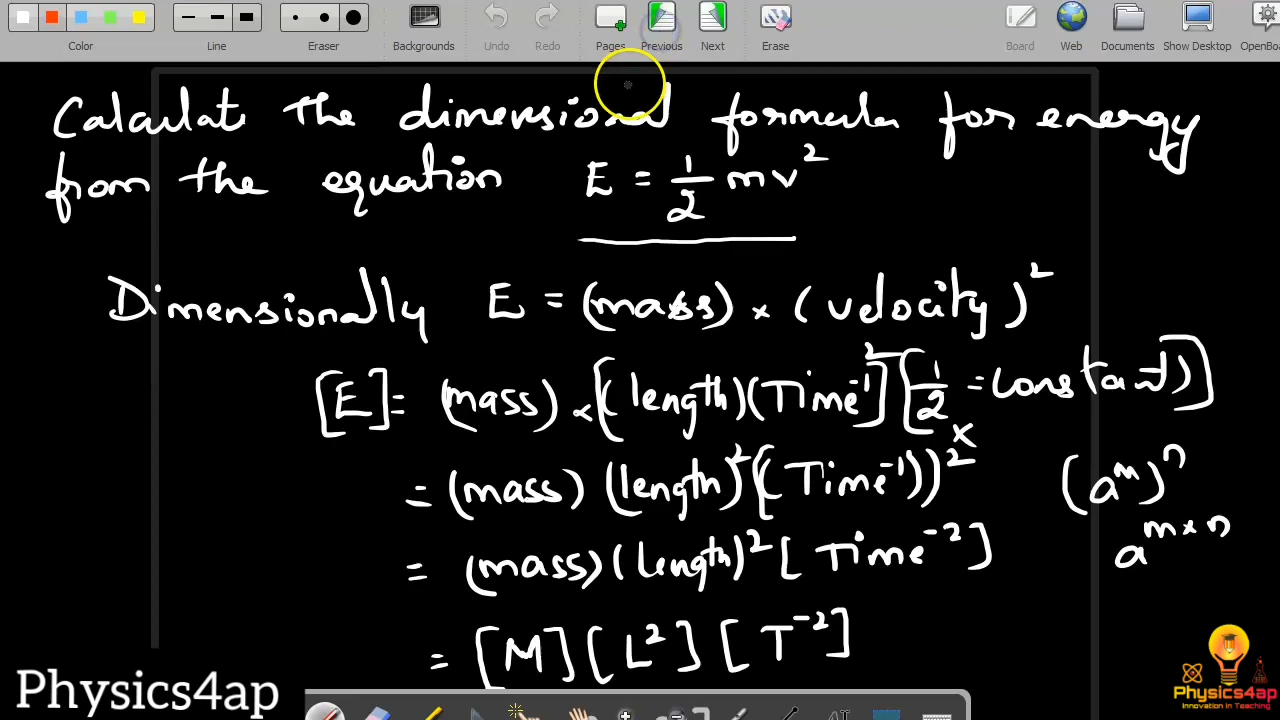 Color
Line
Eraser
Backgrounds
Undo
Redo
Pages
Previous
Next
Erase
Board
Web
Documents
Show Desktop
OpenBoa
Calculat the dimensional formula for energy
from the equation E = 1/2 mv²
Dimensionally E = (mass) × (velocity)²
[E] = (mass) × [(length)(Time⁻¹]² [1/2 = constant)]
= (mass) (length)² ((Time⁻¹))²
(aᵐ)ⁿ
= (mass)(length)² [Time⁻²]
aᵐˣⁿ
= [M][L²][T⁻²]
Physics4ap
Physics4ap
Innovation in Teaching